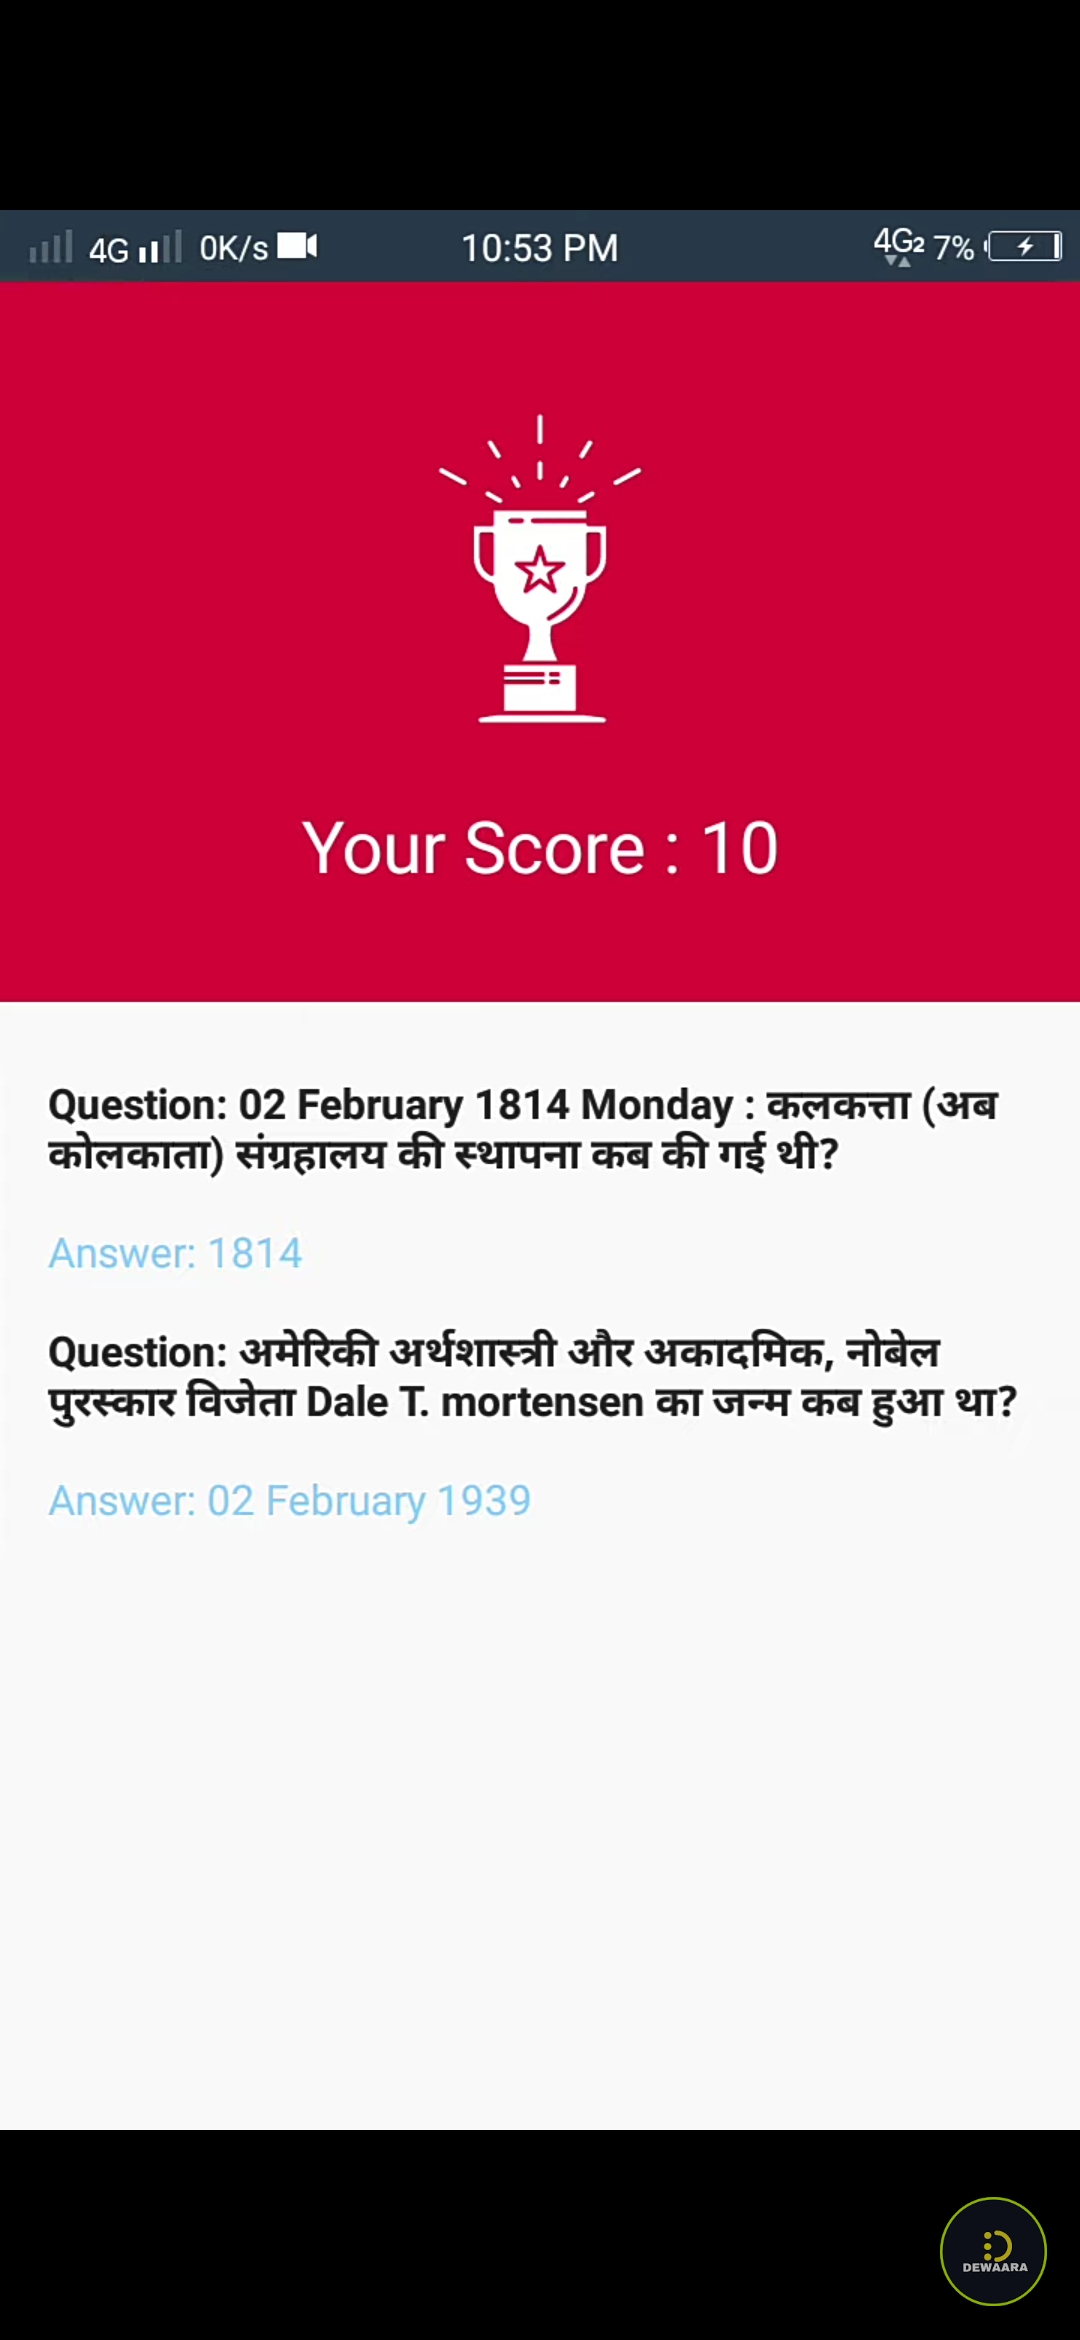 4G 0K/s 10:53 PM 4G2 7%
Your Score : 10
Question: 02 February 1814 Monday : कलकत्ता (अब
कोलकाता) संग्रहालय की स्थापना कब की गई थी?
Answer: 1814
Question: अमेरिकी अर्थशास्त्री और अकादमिक, नोबेल
पुरस्कार विजेता Dale T. mortensen का जन्म कब हुआ था?
Answer: 02 February 1939
DEWAARA